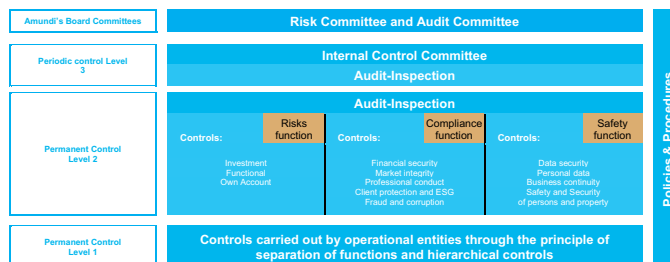 Amundi's Board Committees
Risk Committee and Audit Committee
Periodic control Level
3
Internal Control Committee
Audit-Inspection
Permanent Control
Level 2
Audit-Inspection
Controls:
Risks
function
Investment
Functional
Own Account
Controls:
Compliance
function
Financial security
Market integrity
Professional conduct
Client protection and ESG
Fraud and corruption
Controls:
Safety
function
Data security
Personal data
Business continuity
Safety and Security
of persons and property
Permanent Control
Level 1
Controls carried out by operational entities through the principle of
separation of functions and hierarchical controls
Policies & Procedures